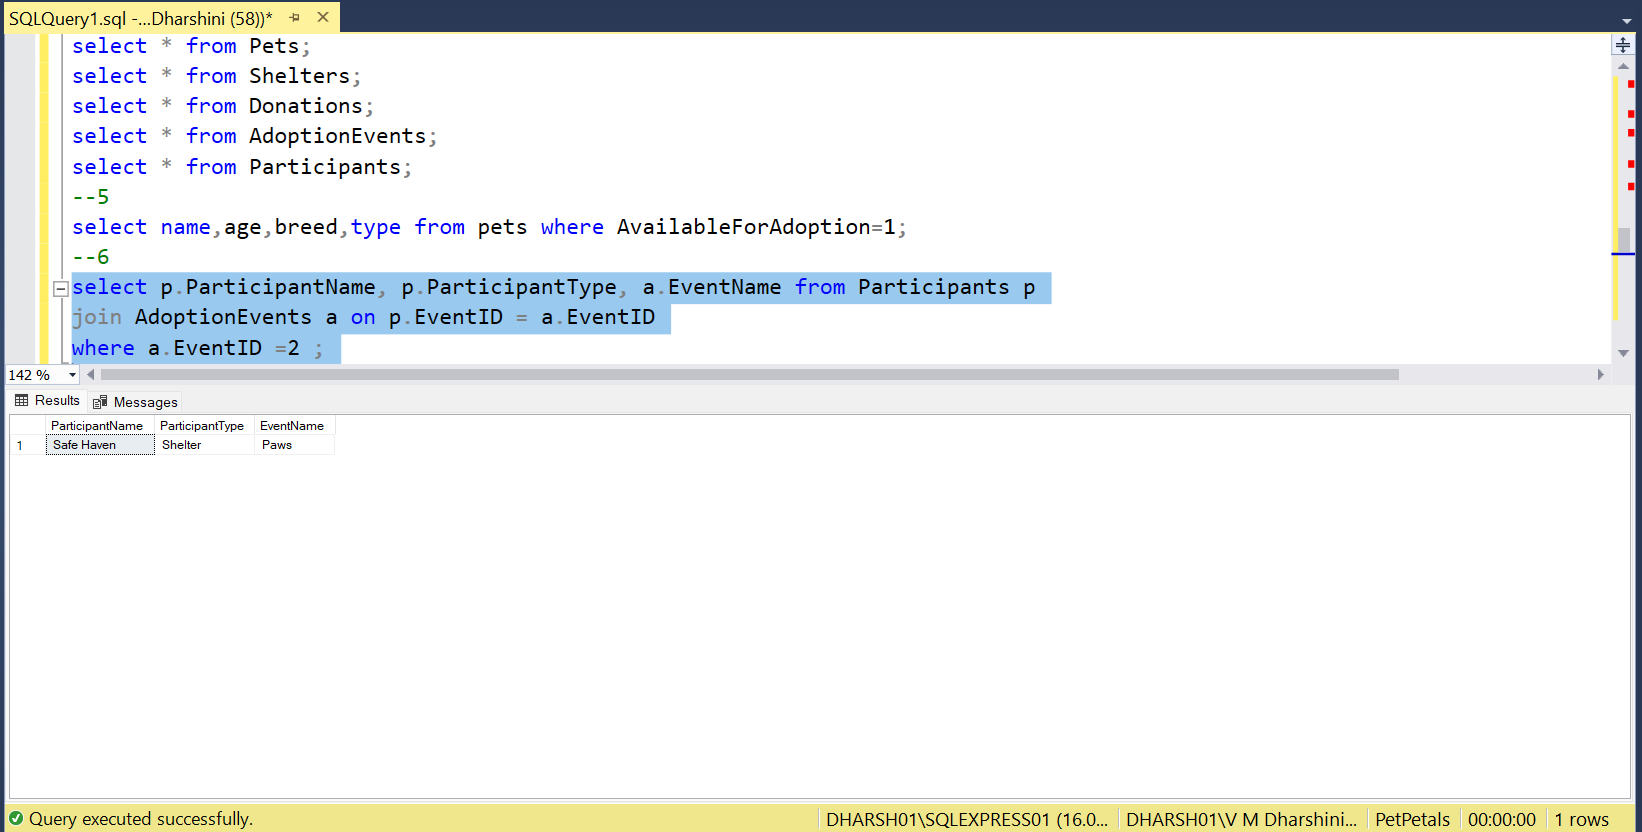 SQLQuery1.sql -...Dharshini (58))*
select * from Pets;
select * from Shelters;
select * from Donations;
select * from AdoptionEvents;
select * from Participants;
--5
select name,age,breed,type from pets where AvailableForAdoption=1;
--6
select p.ParticipantName, p.ParticipantType, a.EventName from Participants p
join AdoptionEvents a on p.EventID = a.EventID
where a.EventID =2 ;
142 %
Results Messages
ParticipantName ParticipantType EventName
1 Safe Haven Shelter Paws
Query executed successfully. DHARSH01\SQLEXPRESS01 (16.0... DHARSH01\V M Dharshini... PetPetals 00:00:00 1 rows